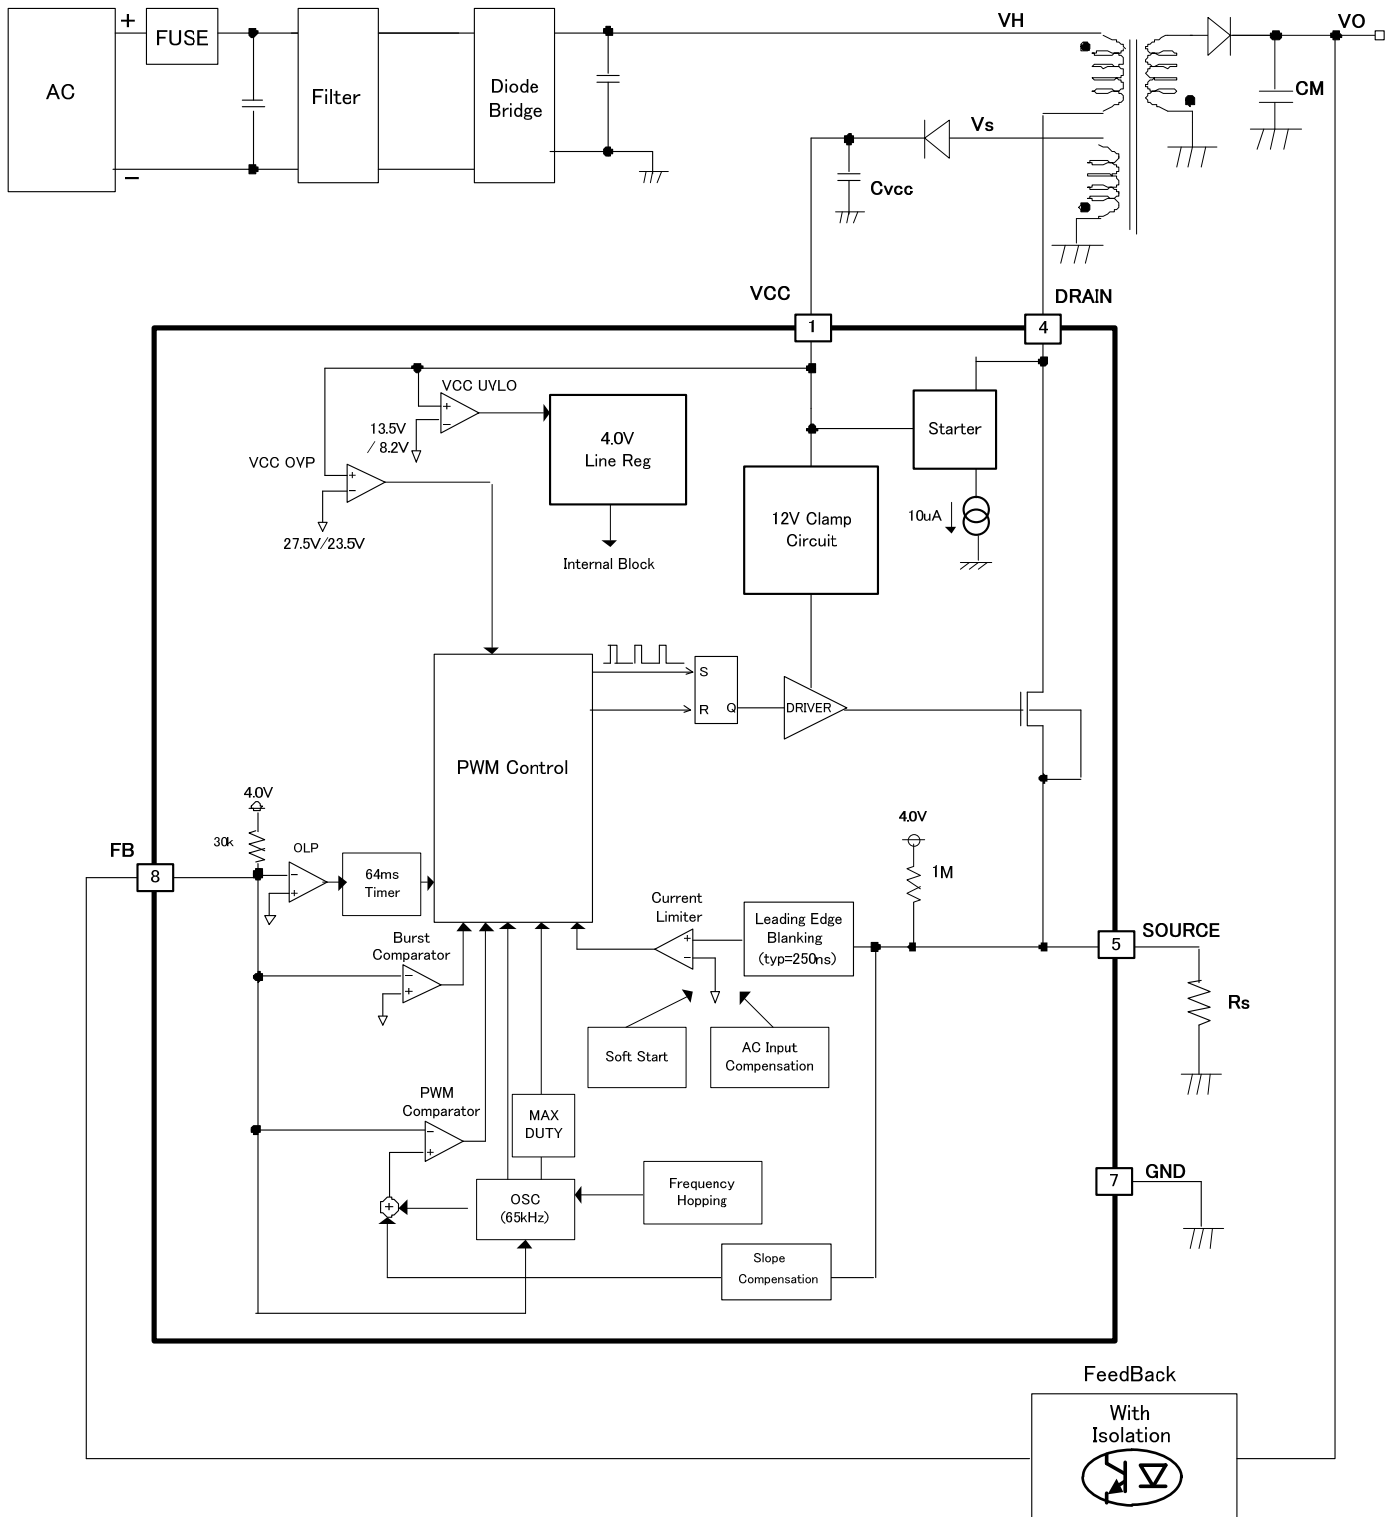 VH
VO
+
FUSE
AC
Filter
Diode
Bridge
CM
−
Vs
Cvcc
VCC
DRAIN
1
4
VCC UVLO
+
−
13.5V
/ 8.2V
4.0V
Line Reg
Starter
VCC OVP
+
−
27.5V/23.5V
12V Clamp
Circuit
10uA
Internal Block
S
R
Q
DRIVER
PWM Control
4.0V
30k
OLP
−
+
64ms
Timer
4.0V
1M
FB
8
Current
Limiter
+
−
Leading Edge
Blanking
(typ=250ns)
SOURCE
5
Burst
Comparator
−
+
Rs
Soft Start
AC Input
Compensation
PWM
Comparator
−
+
MAX
DUTY
Frequency
Hopping
7
GND
+
OSC
(65kHz)
Slope
Compensation
FeedBack
With
Isolation